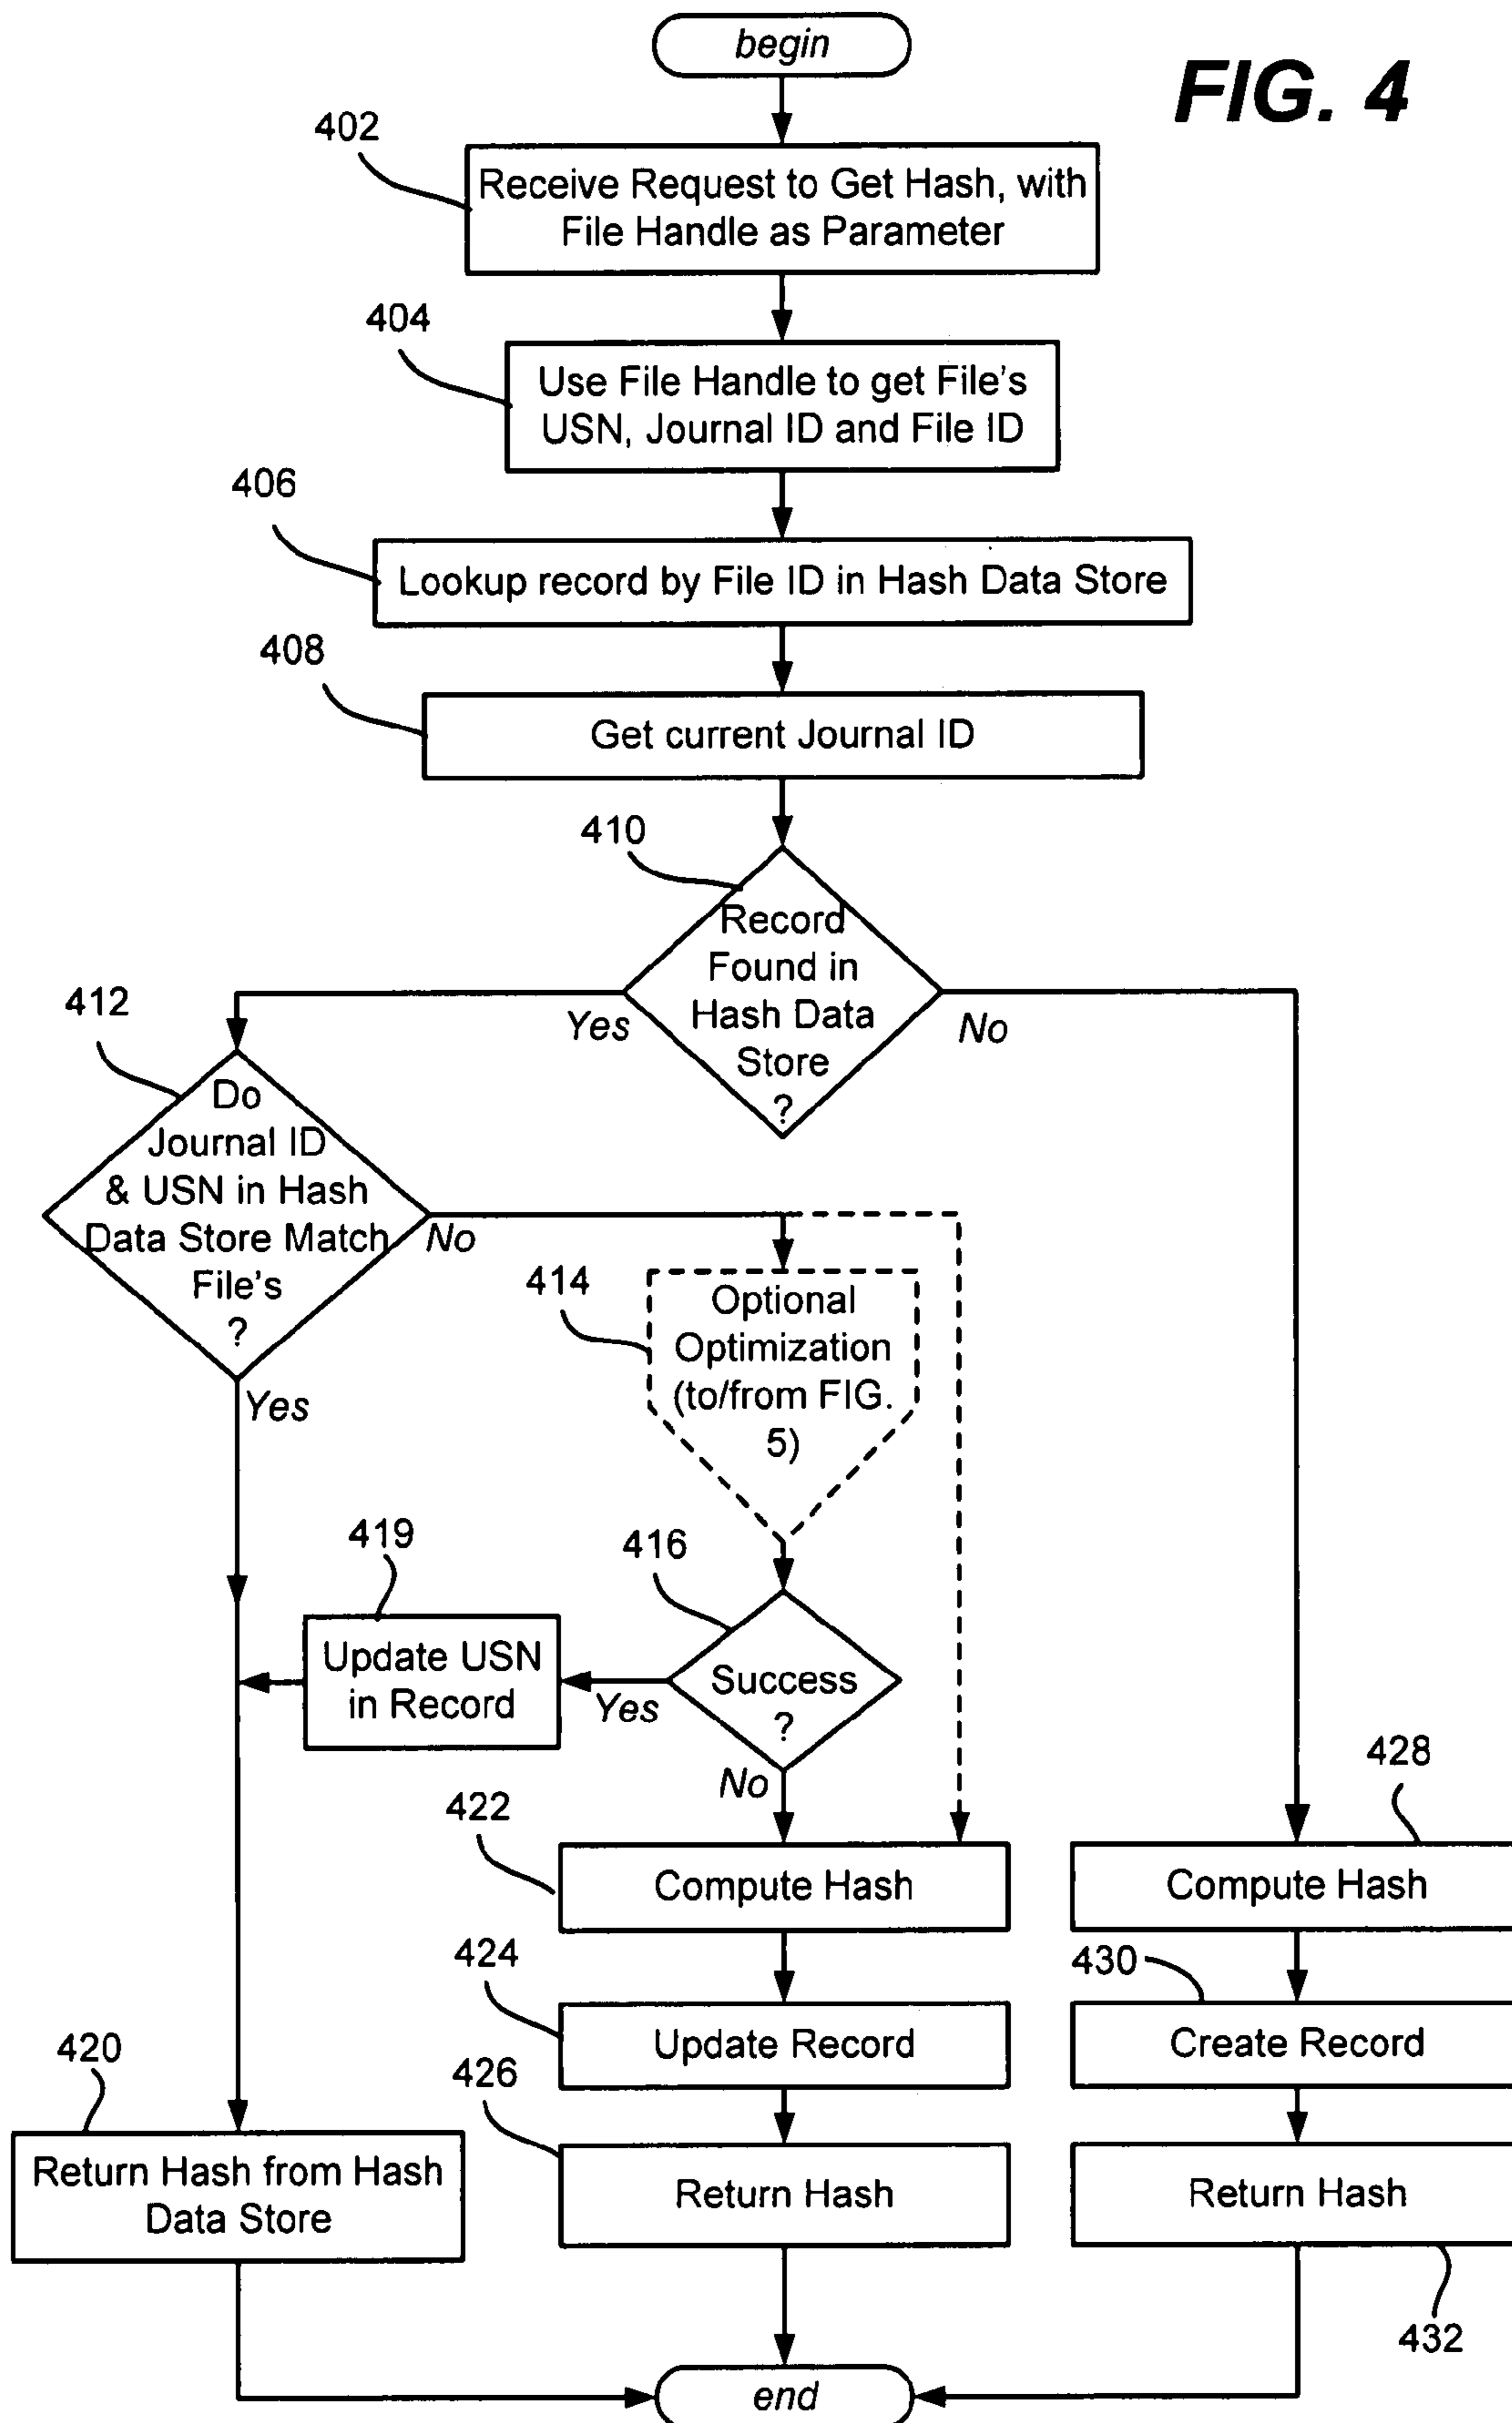 begin
FIG. 4
402
Receive Request to Get Hash, with
File Handle as Parameter
404
Use File Handle to get File's
USN, Journal ID and File ID
406
Lookup record by File ID in Hash Data Store
408
Get current Journal ID
410
Record
Found in
Hash Data
Store
?
Yes
No
412
Do
Journal ID
& USN in Hash
Data Store Match
File's
?
No
Yes
414
Optional
Optimization
(to/from FIG.
5)
419
Update USN
in Record
416
Success
?
Yes
No
422
Compute Hash
428
Compute Hash
424
Update Record
430
Create Record
420
Return Hash from Hash
Data Store
426
Return Hash
Return Hash
432
end